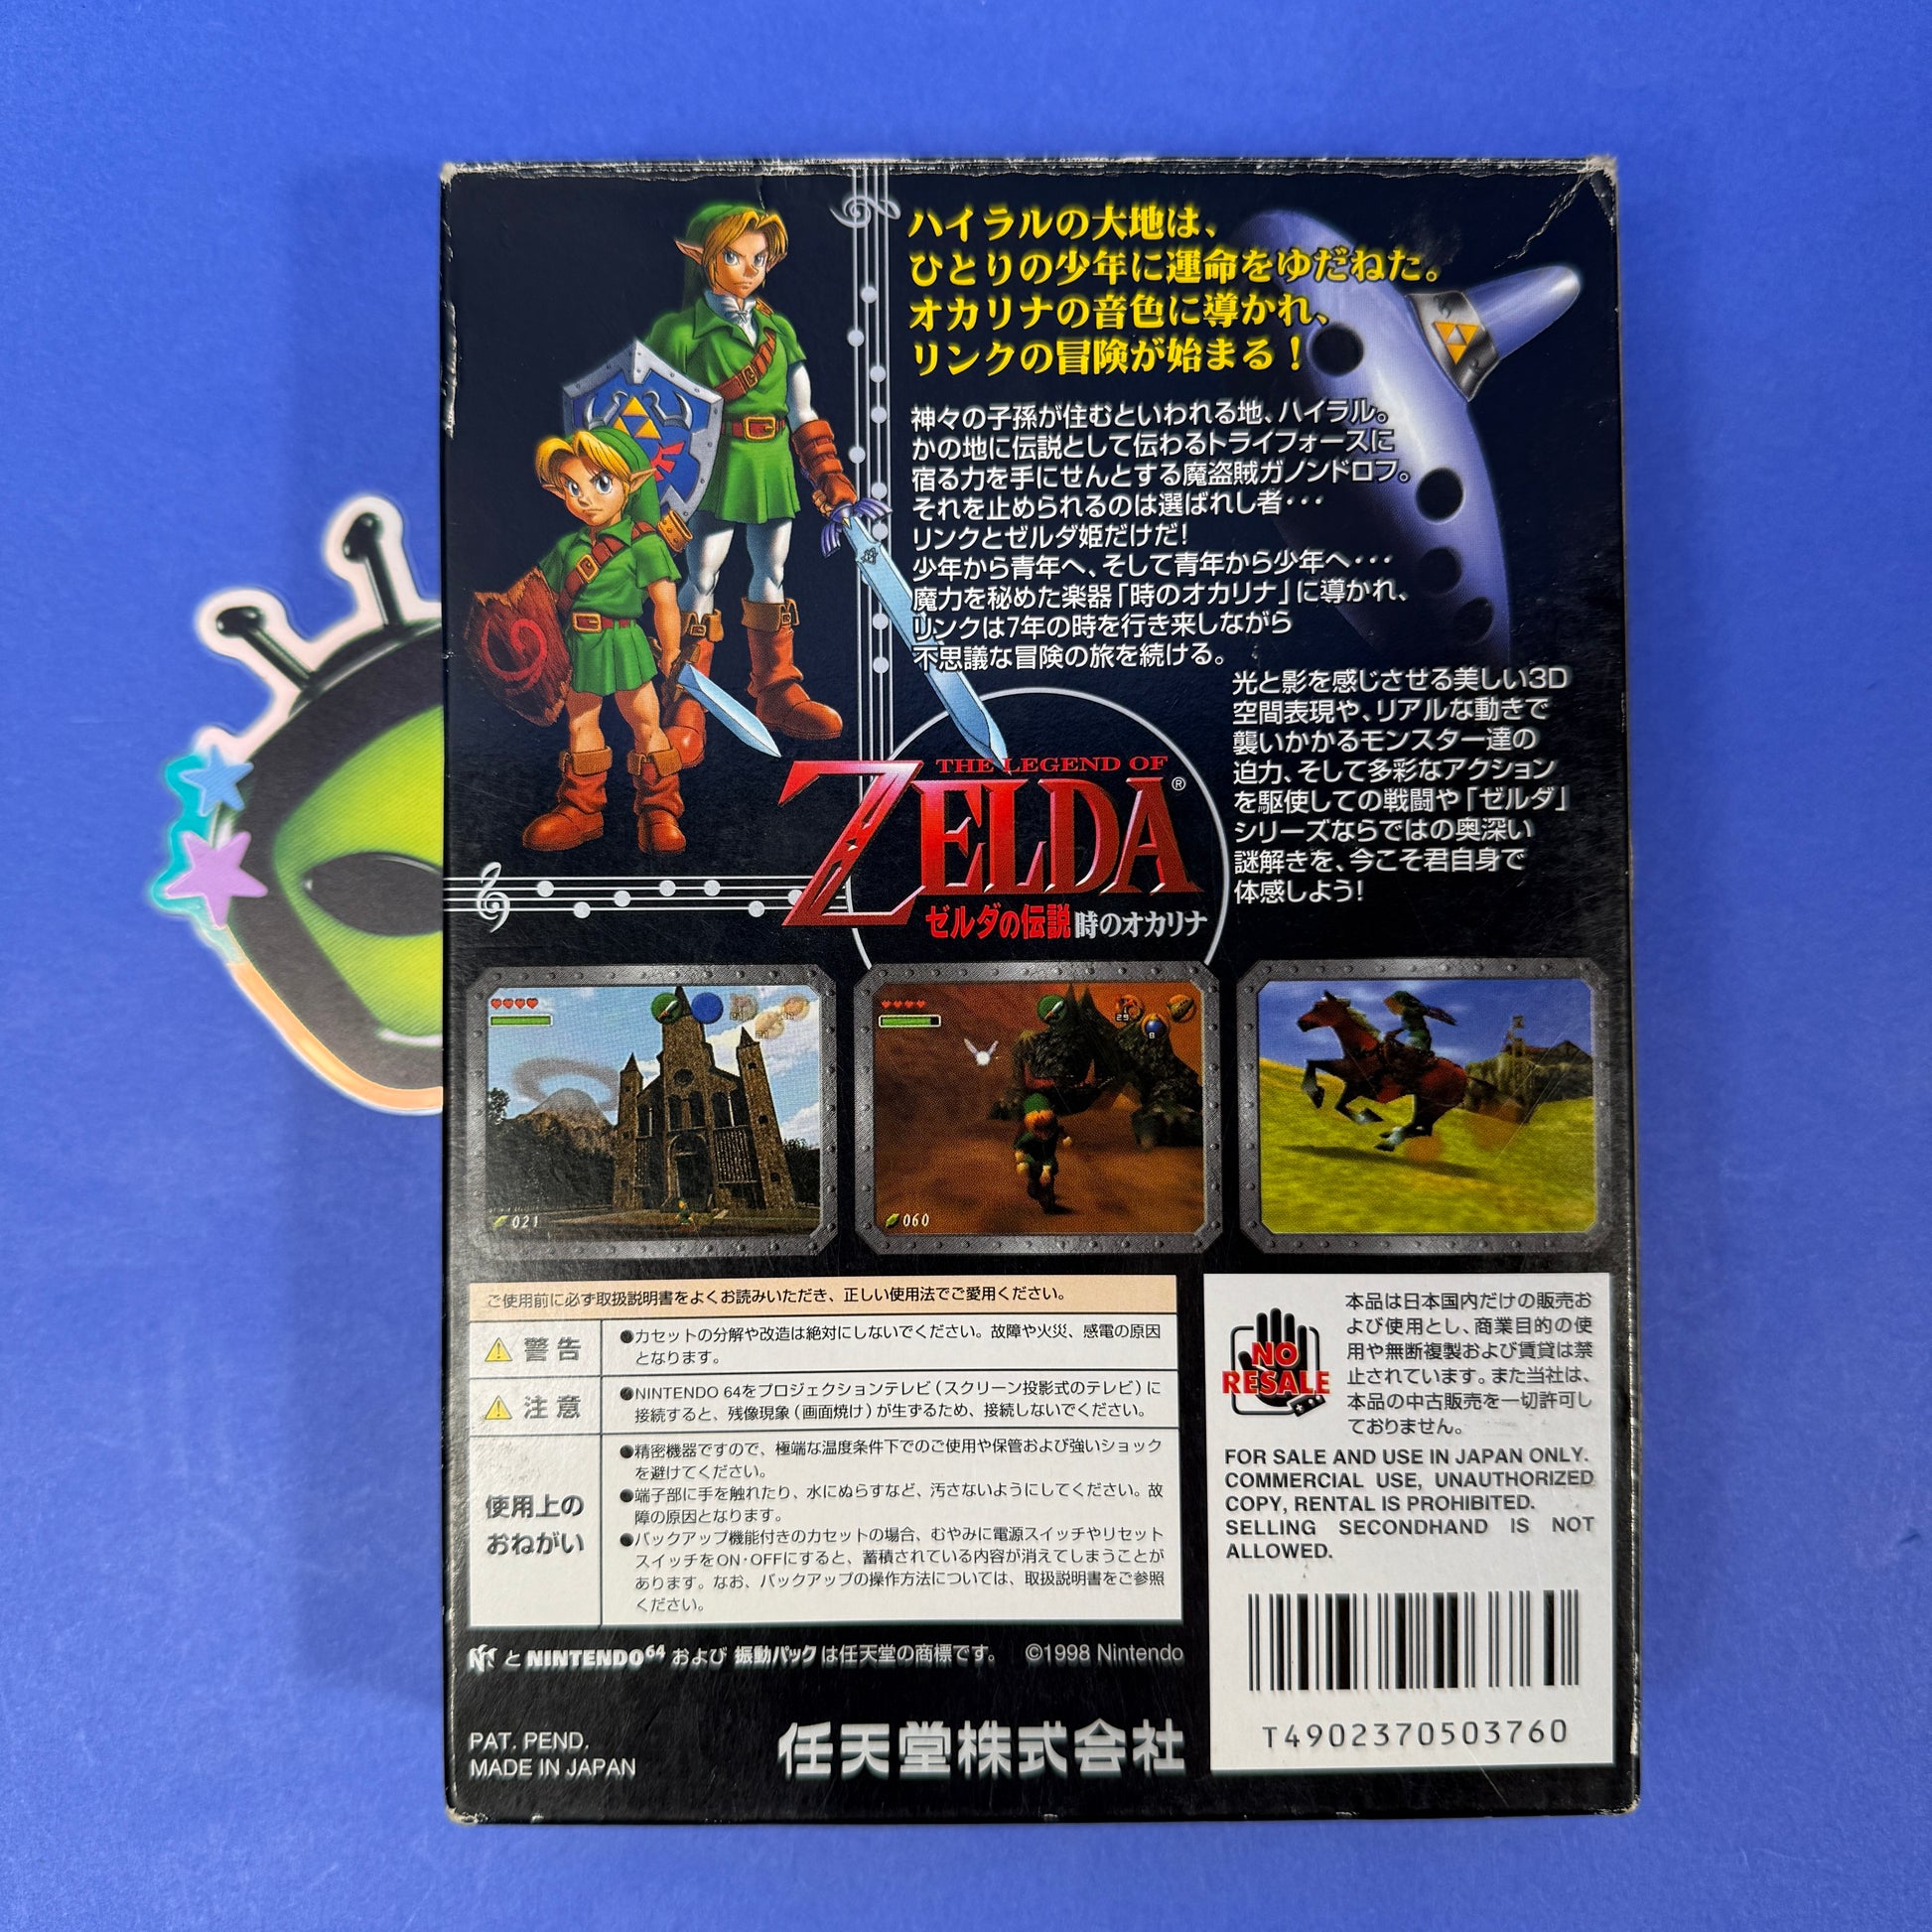 ハイラルの大地は、
ひとりの少年に運命をゆだねた。
オカリナの音色に導かれ、
リンクの冒険が始まる!
神々の子孫が住むといわれる地、ハイラル。
かの地に伝説として伝わるトライフォースに
宿る力を手にせんとする魔盗賊ガノンドロフ。
それを止められるのは選ばれし者・・・
リンクとゼルダ姫だけだ!
少年から青年へ、そして青年から少年へ・・・
魔力を秘めた楽器「時のオカリナ」に導かれ、
リンクは7年の時を行き来しながら
不思議な冒険の旅を続ける。
光と影を感じさせる美しい3D
空間表現や、リアルな動きで
襲いかかるモンスター達の
迫力、そして多彩なアクション
を駆使しての戦闘や「ゼルダ」
シリーズならではの奥深い
謎解きを、今こそ君自身で
体感しよう!
THE LEGEND OF
ZELDA®
ゼルダの伝説 時のオカリナ
021
29
8
060
ご使用前に必ず取扱説明書をよくお読みいただき、正しい使用法でご愛用ください。
警告
●カセットの分解や改造は絶対にしないでください。故障や火災、感電の原因
となります。
注意
●NINTENDO 64をプロジェクションテレビ(スクリーン投影式のテレビ)に
接続すると、残像現象(画面焼け)が生ずるため、接続しないでください。
使用上の
おねがい
●精密機器ですので、極端な温度条件下でのご使用や保管および強いショック
を避けてください。
●端子部に手を触れたり、水にぬらすなど、汚さないようにしてください。故
障の原因となります。
●バックアップ機能付きのカセットの場合、むやみに電源スイッチやリセット
スイッチをON・OFFにすると、蓄積されている内容が消えてしまうことが
あります。なお、バックアップの操作方法については、取扱説明書をご参照
ください。
NO
RESALE
本品は日本国内だけの販売お
よび使用とし、商業目的の使
用や無断複製および賃貸は禁
止されています。また当社は、
本品の中古販売を一切許可し
ておりません。
FOR SALE AND USE IN JAPAN ONLY.
COMMERCIAL USE, UNAUTHORIZED
COPY, RENTAL IS PROHIBITED.
SELLING SECONDHAND IS NOT
ALLOWED.
T4902370503760
と NINTENDO64 および 振動パック は任天堂の商標です。 ©1998 Nintendo
PAT. PEND.
MADE IN JAPAN
任天堂株式会社